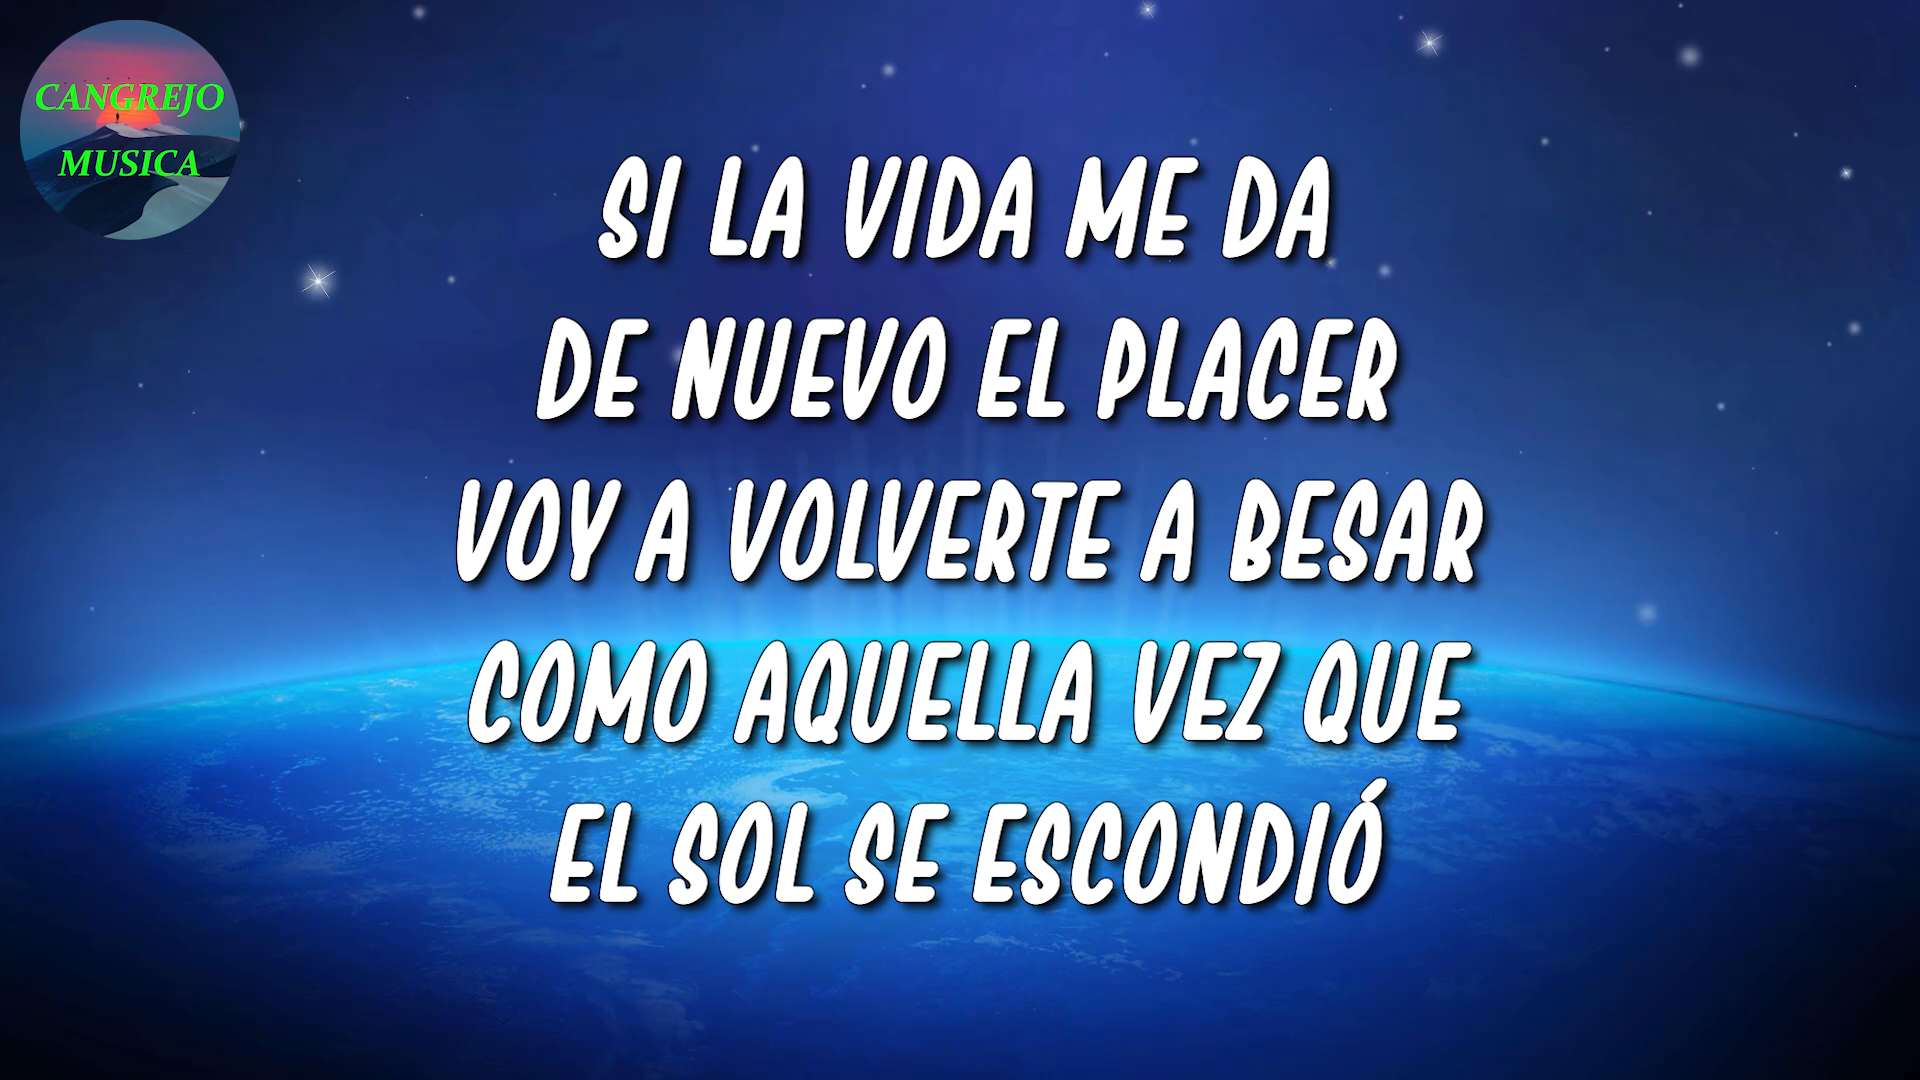 CANGREJO
MUSICA
SI LA VIDA ME DA
DE NUEVO EL PLACER
VOY A VOLVERTE A BESAR
COMO AQUELLA VEZ QUE
EL SOL SE ESCONDIÓ